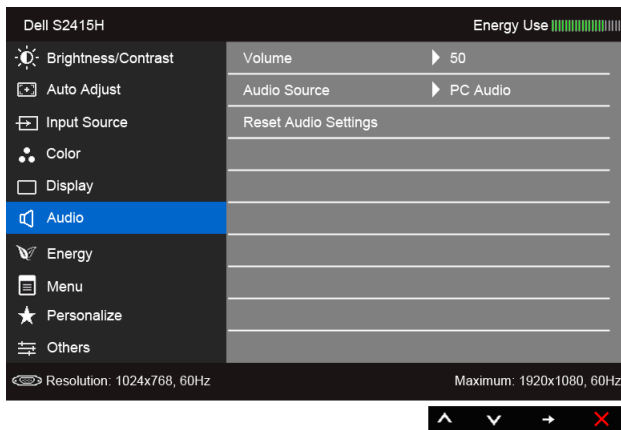 Dell S2415H
Energy Use
Brightness/Contrast
Volume
50
Auto Adjust
Audio Source
PC Audio
Input Source
Reset Audio Settings
Color
Display
Audio
Energy
Menu
Personalize
Others
Resolution: 1024x768, 60Hz
Maximum: 1920x1080, 60Hz